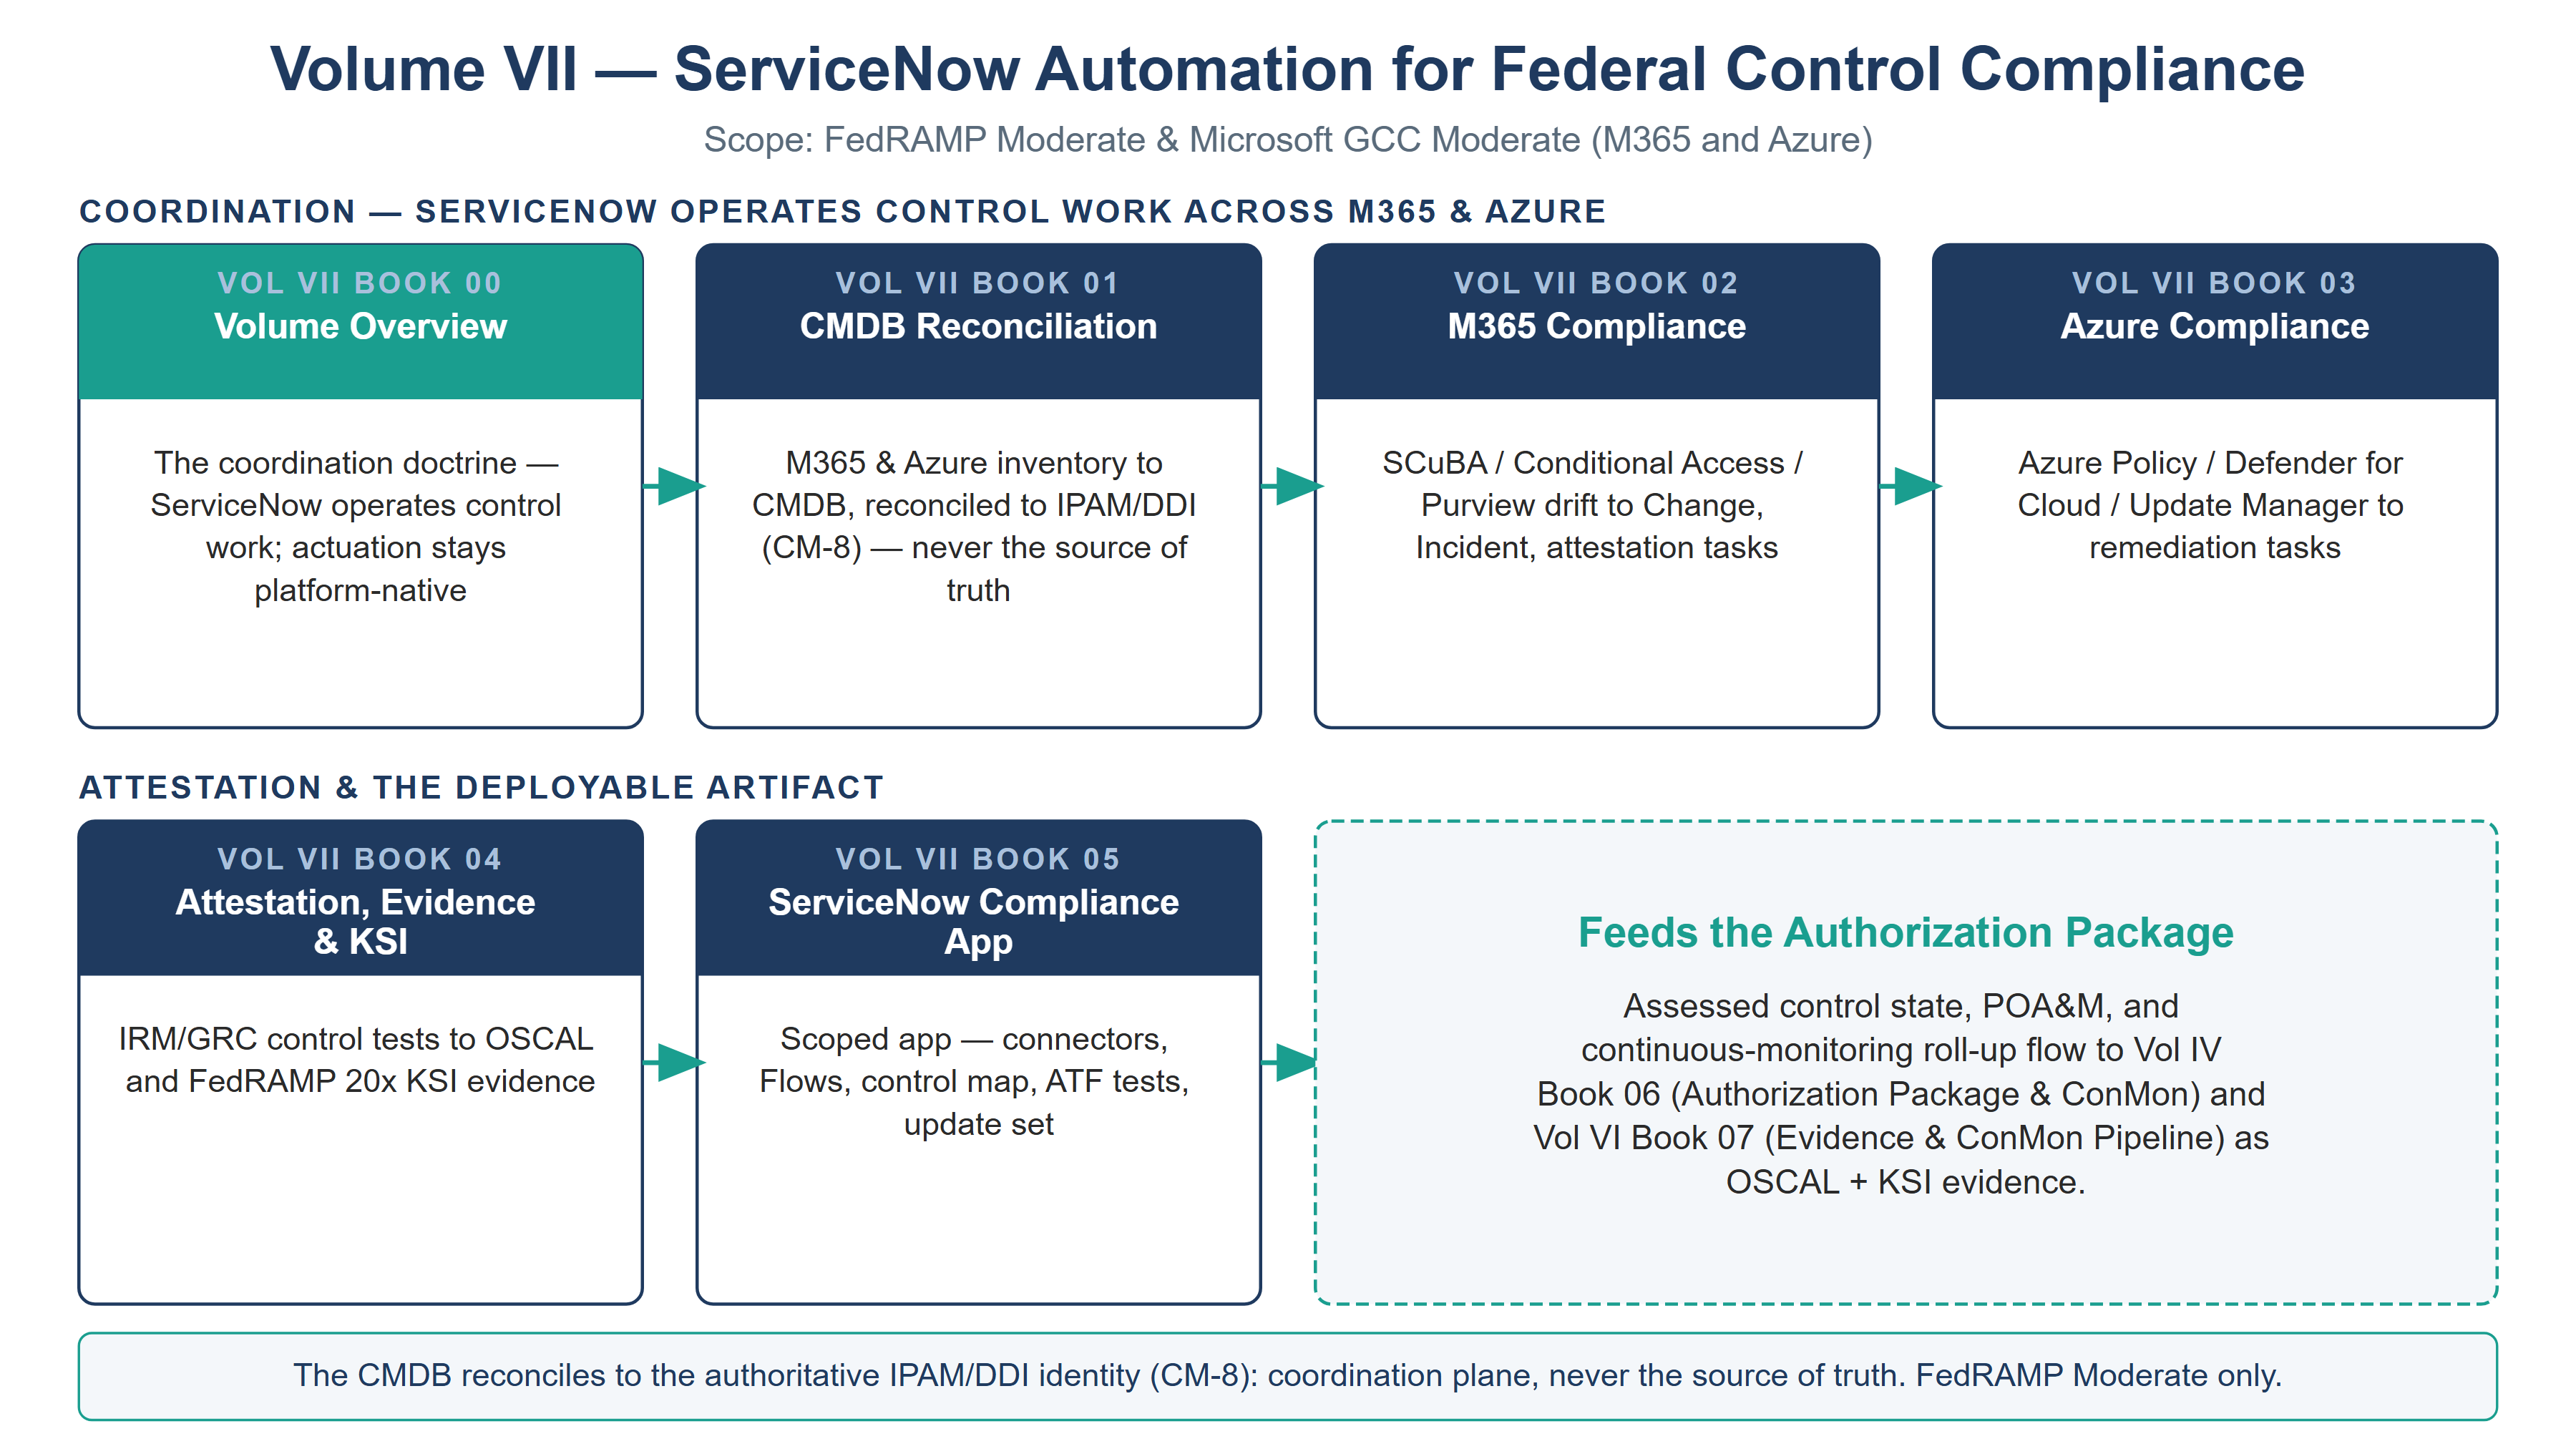 Volume VII — ServiceNow Automation for Federal Control Compliance
Scope: FedRAMP Moderate & Microsoft GCC Moderate (M365 and Azure)
COORDINATION — SERVICENOW OPERATES CONTROL WORK ACROSS M365 & AZURE
VOL VII BOOK 00
Volume Overview
The coordination doctrine —
ServiceNow operates control
work; actuation stays
platform-native
VOL VII BOOK 01
CMDB Reconciliation
M365 & Azure inventory to
CMDB, reconciled to IPAM/DDI
(CM-8) — never the source of
truth
VOL VII BOOK 02
M365 Compliance
SCuBA / Conditional Access /
Purview drift to Change,
Incident, attestation tasks
VOL VII BOOK 03
Azure Compliance
Azure Policy / Defender for
Cloud / Update Manager to
remediation tasks
ATTESTATION & THE DEPLOYABLE ARTIFACT
VOL VII BOOK 04
Attestation, Evidence
& KSI
IRM/GRC control tests to OSCAL
and FedRAMP 20x KSI evidence
VOL VII BOOK 05
ServiceNow Compliance
App
Scoped app — connectors,
Flows, control map, ATF tests,
update set
Feeds the Authorization Package
Assessed control state, POA&M, and
continuous-monitoring roll-up flow to Vol IV
Book 06 (Authorization Package & ConMon) and
Vol VI Book 07 (Evidence & ConMon Pipeline) as
OSCAL + KSI evidence.
The CMDB reconciles to the authoritative IPAM/DDI identity (CM-8): coordination plane, never the source of truth. FedRAMP Moderate only.